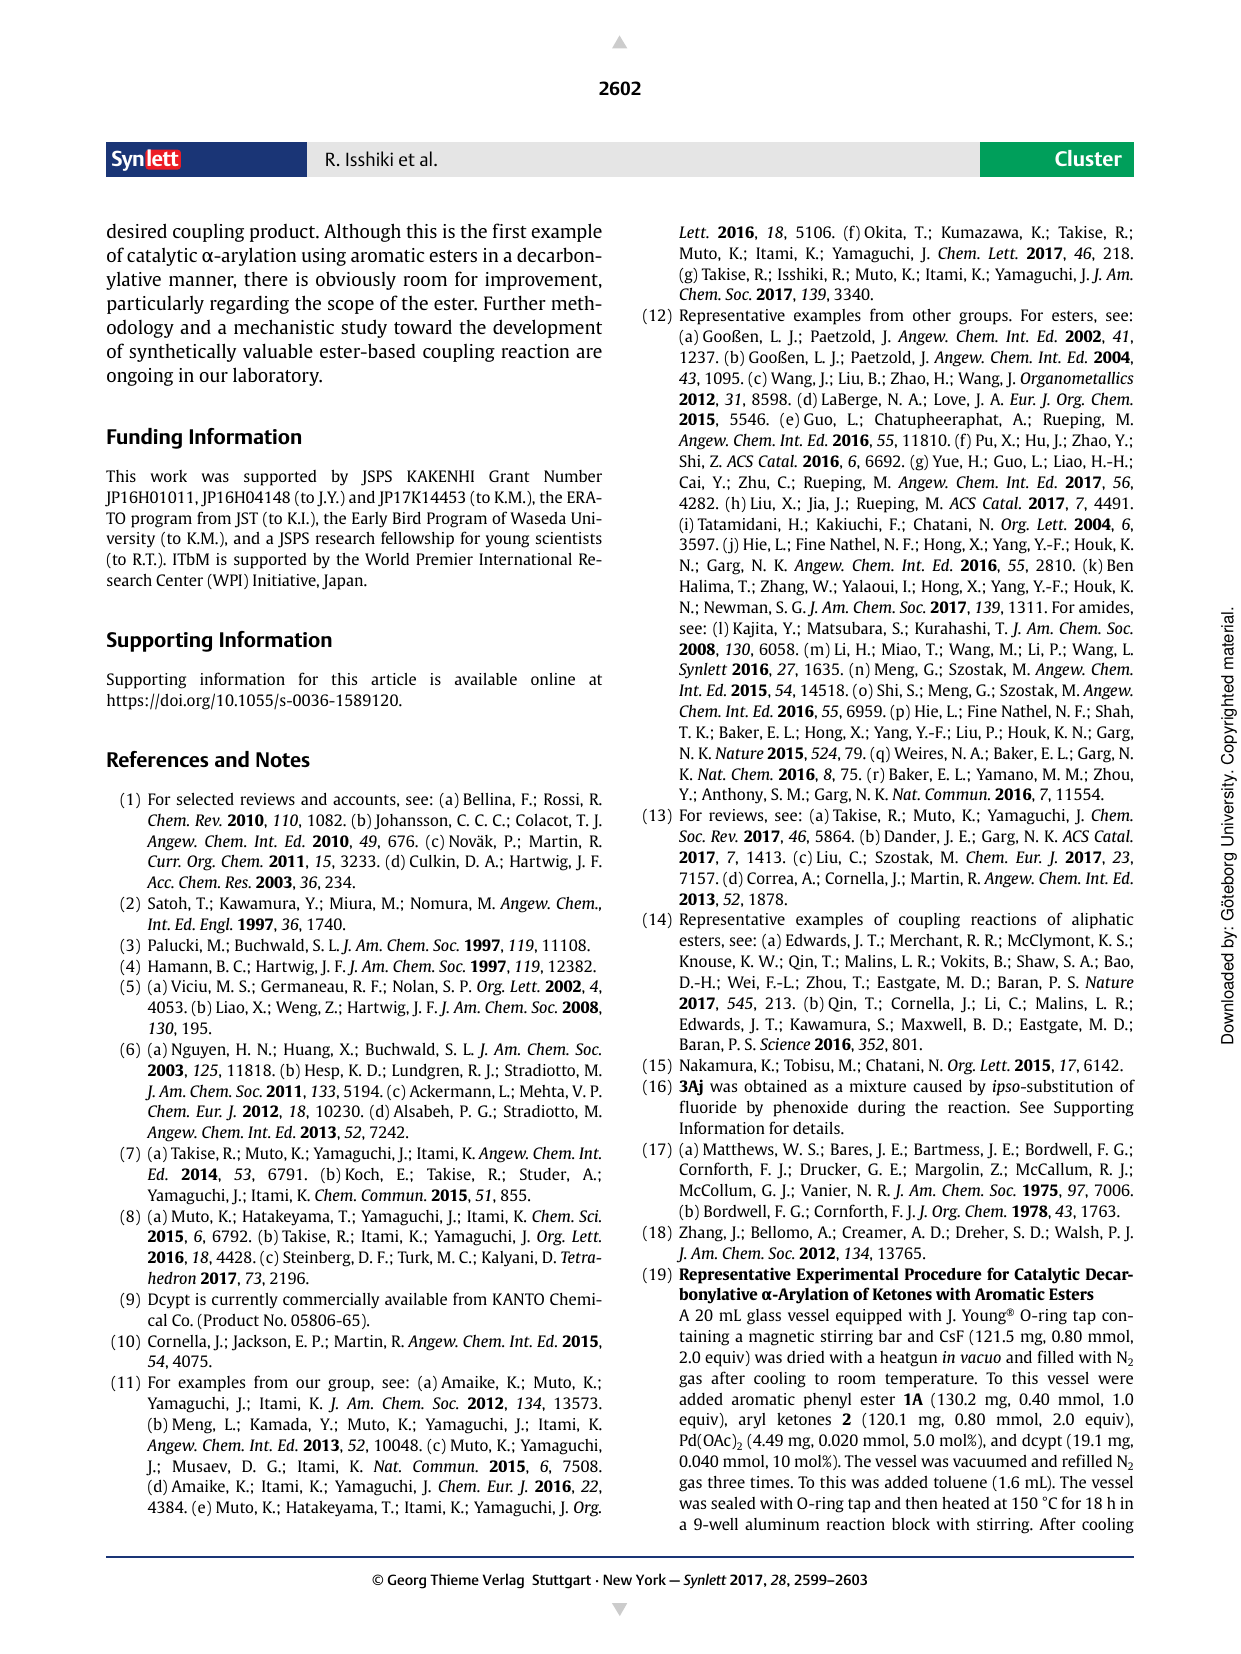 2602
Synlett
R. Isshiki et al.
Cluster
desired coupling product. Although this is the first example
of catalytic α-arylation using aromatic esters in a decarbon-
ylative manner, there is obviously room for improvement,
particularly regarding the scope of the ester. Further meth-
odology and a mechanistic study toward the development
of synthetically valuable ester-based coupling reaction are
ongoing in our laboratory.
Funding Information
This work was supported by JSPS KAKENHI Grant Number
JP16H01011, JP16H04148 (to J.Y.) and JP17K14453 (to K.M.), the ERA-
TO program from JST (to K.I.), the Early Bird Program of Waseda Uni-
versity (to K.M.), and a JSPS research fellowship for young scientists
(to R.T.). ITbM is supported by the World Premier International Re-
search Center (WPI) Initiative, Japan.
Supporting Information
Supporting information for this article is available online at
https://doi.org/10.1055/s-0036-1589120.
References and Notes
(1) For selected reviews and accounts, see: (a) Bellina, F.; Rossi, R.
Chem. Rev. 2010, 110, 1082. (b) Johansson, C. C. C.; Colacot, T. J.
Angew. Chem. Int. Ed. 2010, 49, 676. (c) Novák, P.; Martin, R.
Curr. Org. Chem. 2011, 15, 3233. (d) Culkin, D. A.; Hartwig, J. F.
Acc. Chem. Res. 2003, 36, 234.
(2) Satoh, T.; Kawamura, Y.; Miura, M.; Nomura, M. Angew. Chem.,
Int. Ed. Engl. 1997, 36, 1740.
(3) Palucki, M.; Buchwald, S. L. J. Am. Chem. Soc. 1997, 119, 11108.
(4) Hamann, B. C.; Hartwig, J. F. J. Am. Chem. Soc. 1997, 119, 12382.
(5) (a) Viciu, M. S.; Germaneau, R. F.; Nolan, S. P. Org. Lett. 2002, 4,
4053. (b) Liao, X.; Weng, Z.; Hartwig, J. F. J. Am. Chem. Soc. 2008,
130, 195.
(6) (a) Nguyen, H. N.; Huang, X.; Buchwald, S. L. J. Am. Chem. Soc.
2003, 125, 11818. (b) Hesp, K. D.; Lundgren, R. J.; Stradiotto, M.
J. Am. Chem. Soc. 2011, 133, 5194. (c) Ackermann, L.; Mehta, V. P.
Chem. Eur. J. 2012, 18, 10230. (d) Alsabeh, P. G.; Stradiotto, M.
Angew. Chem. Int. Ed. 2013, 52, 7242.
(7) (a) Takise, R.; Muto, K.; Yamaguchi, J.; Itami, K. Angew. Chem. Int.
Ed. 2014, 53, 6791. (b) Koch, E.; Takise, R.; Studer, A.;
Yamaguchi, J.; Itami, K. Chem. Commun. 2015, 51, 855.
(8) (a) Muto, K.; Hatakeyama, T.; Yamaguchi, J.; Itami, K. Chem. Sci.
2015, 6, 6792. (b) Takise, R.; Itami, K.; Yamaguchi, J. Org. Lett.
2016, 18, 4428. (c) Steinberg, D. F.; Turk, M. C.; Kalyani, D. Tetra-
hedron 2017, 73, 2196.
(9) Dcypt is currently commercially available from KANTO Chemi-
cal Co. (Product No. 05806-65).
(10) Cornella, J.; Jackson, E. P.; Martin, R. Angew. Chem. Int. Ed. 2015,
54, 4075.
(11) For examples from our group, see: (a) Amaike, K.; Muto, K.;
Yamaguchi, J.; Itami, K. J. Am. Chem. Soc. 2012, 134, 13573.
(b) Meng, L.; Kamada, Y.; Muto, K.; Yamaguchi, J.; Itami, K.
Angew. Chem. Int. Ed. 2013, 52, 10048. (c) Muto, K.; Yamaguchi,
J.; Musaev, D. G.; Itami, K. Nat. Commun. 2015, 6, 7508.
(d) Amaike, K.; Itami, K.; Yamaguchi, J. Chem. Eur. J. 2016, 22,
4384. (e) Muto, K.; Hatakeyama, T.; Itami, K.; Yamaguchi, J. Org.
Lett. 2016, 18, 5106. (f) Okita, T.; Kumazawa, K.; Takise, R.;
Muto, K.; Itami, K.; Yamaguchi, J. Chem. Lett. 2017, 46, 218.
(g) Takise, R.; Isshiki, R.; Muto, K.; Itami, K.; Yamaguchi, J. J. Am.
Chem. Soc. 2017, 139, 3340.
(12) Representative examples from other groups. For esters, see:
(a) Gooßen, L. J.; Paetzold, J. Angew. Chem. Int. Ed. 2002, 41,
1237. (b) Gooßen, L. J.; Paetzold, J. Angew. Chem. Int. Ed. 2004,
43, 1095. (c) Wang, J.; Liu, B.; Zhao, H.; Wang, J. Organometallics
2012, 31, 8598. (d) LaBerge, N. A.; Love, J. A. Eur. J. Org. Chem.
2015, 5546. (e) Guo, L.; Chatupheeraphat, A.; Rueping, M.
Angew. Chem. Int. Ed. 2016, 55, 11810. (f) Pu, X.; Hu, J.; Zhao, Y.;
Shi, Z. ACS Catal. 2016, 6, 6692. (g) Yue, H.; Guo, L.; Liao, H.-H.;
Cai, Y.; Zhu, C.; Rueping, M. Angew. Chem. Int. Ed. 2017, 56,
4282. (h) Liu, X.; Jia, J.; Rueping, M. ACS Catal. 2017, 7, 4491.
(i) Tatamidani, H.; Kakiuchi, F.; Chatani, N. Org. Lett. 2004, 6,
3597. (j) Hie, L.; Fine Nathel, N. F.; Hong, X.; Yang, Y.-F.; Houk, K.
N.; Garg, N. K. Angew. Chem. Int. Ed. 2016, 55, 2810. (k) Ben
Halima, T.; Zhang, W.; Yalaoui, I.; Hong, X.; Yang, Y.-F.; Houk, K.
N.; Newman, S. G. J. Am. Chem. Soc. 2017, 139, 1311. For amides,
see: (l) Kajita, Y.; Matsubara, S.; Kurahashi, T. J. Am. Chem. Soc.
2008, 130, 6058. (m) Li, H.; Miao, T.; Wang, M.; Li, P.; Wang, L.
Synlett 2016, 27, 1635. (n) Meng, G.; Szostak, M. Angew. Chem.
Int. Ed. 2015, 54, 14518. (o) Shi, S.; Meng, G.; Szostak, M. Angew.
Chem. Int. Ed. 2016, 55, 6959. (p) Hie, L.; Fine Nathel, N. F.; Shah,
T. K.; Baker, E. L.; Hong, X.; Yang, Y.-F.; Liu, P.; Houk, K. N.; Garg,
N. K. Nature 2015, 524, 79. (q) Weires, N. A.; Baker, E. L.; Garg, N.
K. Nat. Chem. 2016, 8, 75. (r) Baker, E. L.; Yamano, M. M.; Zhou,
Y.; Anthony, S. M.; Garg, N. K. Nat. Commun. 2016, 7, 11554.
(13) For reviews, see: (a) Takise, R.; Muto, K.; Yamaguchi, J. Chem.
Soc. Rev. 2017, 46, 5864. (b) Dander, J. E.; Garg, N. K. ACS Catal.
2017, 7, 1413. (c) Liu, C.; Szostak, M. Chem. Eur. J. 2017, 23,
7157. (d) Correa, A.; Cornella, J.; Martin, R. Angew. Chem. Int. Ed.
2013, 52, 1878.
(14) Representative examples of coupling reactions of aliphatic
esters, see: (a) Edwards, J. T.; Merchant, R. R.; McClymont, K. S.;
Knouse, K. W.; Qin, T.; Malins, L. R.; Vokits, B.; Shaw, S. A.; Bao,
D.-H.; Wei, F.-L.; Zhou, T.; Eastgate, M. D.; Baran, P. S. Nature
2017, 545, 213. (b) Qin, T.; Cornella, J.; Li, C.; Malins, L. R.;
Edwards, J. T.; Kawamura, S.; Maxwell, B. D.; Eastgate, M. D.;
Baran, P. S. Science 2016, 352, 801.
(15) Nakamura, K.; Tobisu, M.; Chatani, N. Org. Lett. 2015, 17, 6142.
(16) 3Aj was obtained as a mixture caused by ipso-substitution of
fluoride by phenoxide during the reaction. See Supporting
Information for details.
(17) (a) Matthews, W. S.; Bares, J. E.; Bartmess, J. E.; Bordwell, F. G.;
Cornforth, F. J.; Drucker, G. E.; Margolin, Z.; McCallum, R. J.;
McCollum, G. J.; Vanier, N. R. J. Am. Chem. Soc. 1975, 97, 7006.
(b) Bordwell, F. G.; Cornforth, F. J. J. Org. Chem. 1978, 43, 1763.
(18) Zhang, J.; Bellomo, A.; Creamer, A. D.; Dreher, S. D.; Walsh, P. J.
J. Am. Chem. Soc. 2012, 134, 13765.
(19) Representative Experimental Procedure for Catalytic Decar-
bonylative α-Arylation of Ketones with Aromatic Esters
A 20 mL glass vessel equipped with J. Young® O-ring tap con-
taining a magnetic stirring bar and CsF (121.5 mg, 0.80 mmol,
2.0 equiv) was dried with a heatgun in vacuo and filled with N2
gas after cooling to room temperature. To this vessel were
added aromatic phenyl ester 1A (130.2 mg, 0.40 mmol, 1.0
equiv), aryl ketones 2 (120.1 mg, 0.80 mmol, 2.0 equiv),
Pd(OAc)2 (4.49 mg, 0.020 mmol, 5.0 mol%), and dcypt (19.1 mg,
0.040 mmol, 10 mol%). The vessel was vacuumed and refilled N2
gas three times. To this was added toluene (1.6 mL). The vessel
was sealed with O-ring tap and then heated at 150 °C for 18 h in
a 9-well aluminum reaction block with stirring. After cooling
Downloaded by: Göteborg University. Copyrighted material.
© Georg Thieme Verlag Stuttgart · New York — Synlett 2017, 28, 2599–2603